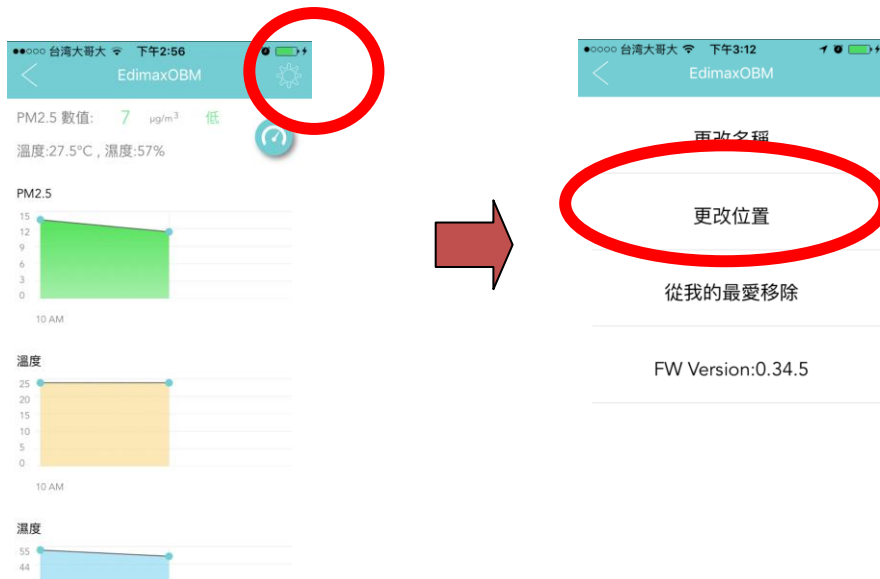 ●●○○○ 台湾大哥大 下午2:56
EdimaxOBM
PM2.5 數值: 7 µg/m³ 低
溫度:27.5°C , 濕度:57%
PM2.5
15
12
9
6
3
0
10 AM
溫度
25
20
15
10
5
0
10 AM
濕度
55
44
●○○○○ 台湾大哥大 下午3:12
EdimaxOBM
更改名稱
更改位置
從我的最愛移除
FW Version:0.34.5